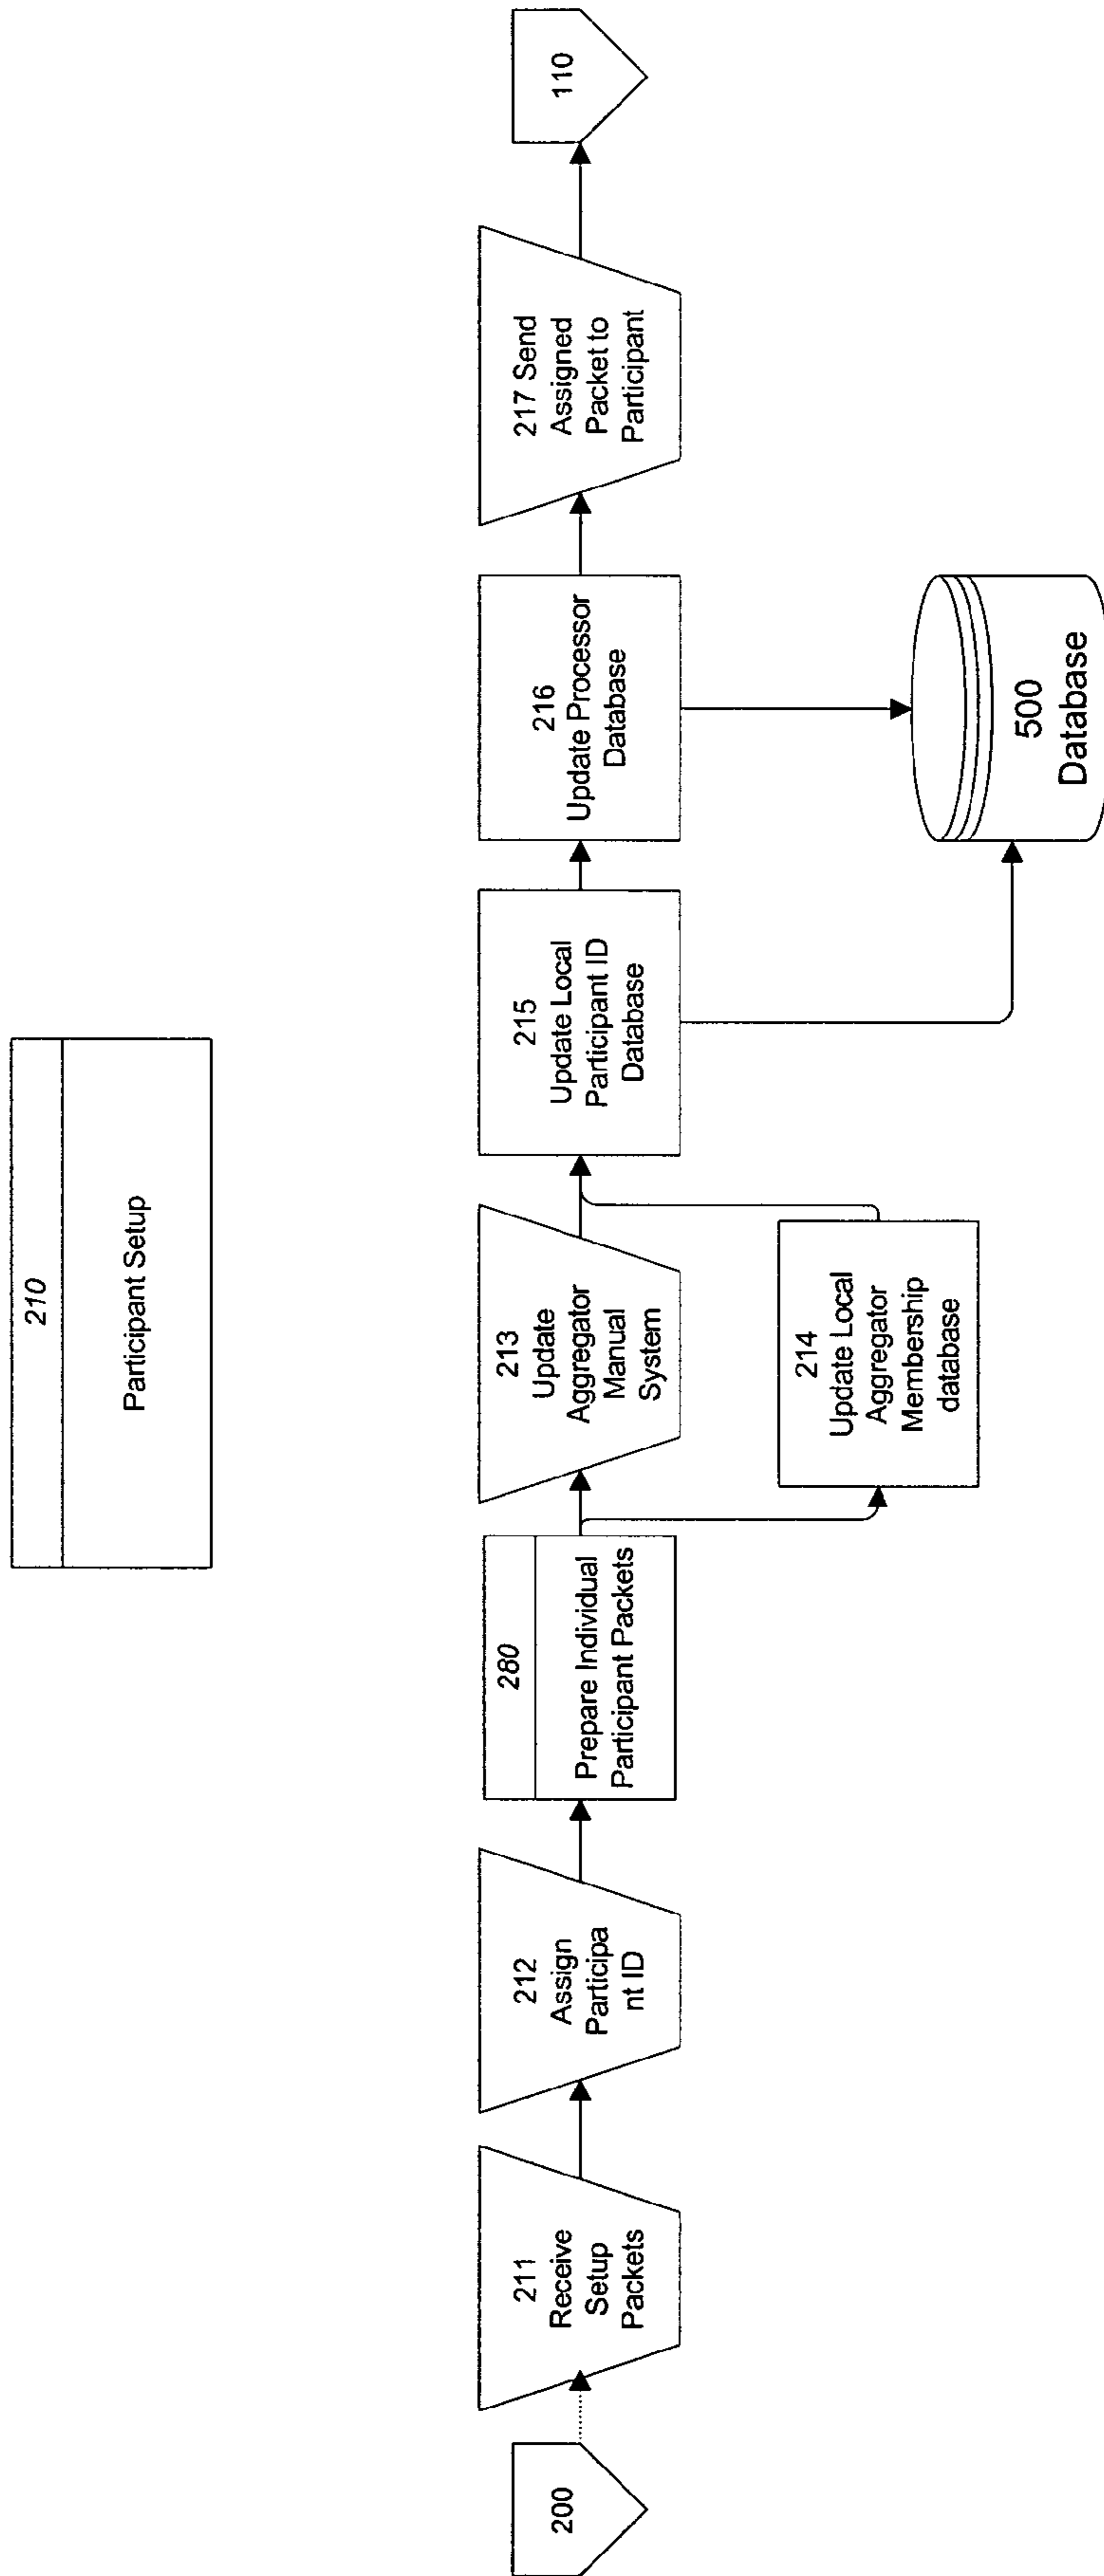 210
Participant Setup
200
211
Receive
Setup
Packets
212
Assign
Participa
nt ID
280
Prepare Individual
Participant Packets
213
Update
Aggregator
Manual
System
214
Update Local
Aggregator
Membership
database
215
Update Local
Participant ID
Database
216
Update Processor
Database
217 Send
Assigned
Packet to
Participant
110
500
Database